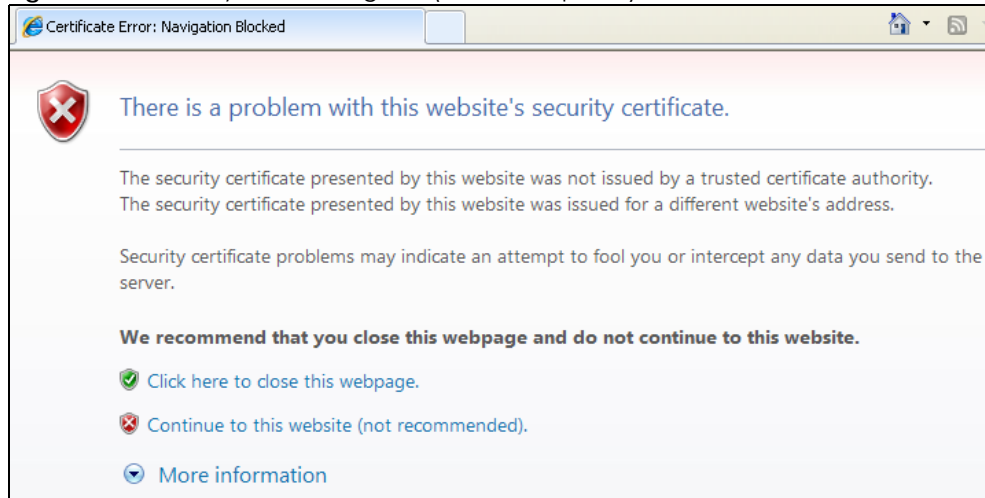 Certificate Error: Navigation Blocked
There is a problem with this website's security certificate.
The security certificate presented by this website was not issued by a trusted certificate authority.
The security certificate presented by this website was issued for a different website's address.
Security certificate problems may indicate an attempt to fool you or intercept any data you send to the
server.
We recommend that you close this webpage and do not continue to this website.
Click here to close this webpage.
Continue to this website (not recommended).
More information